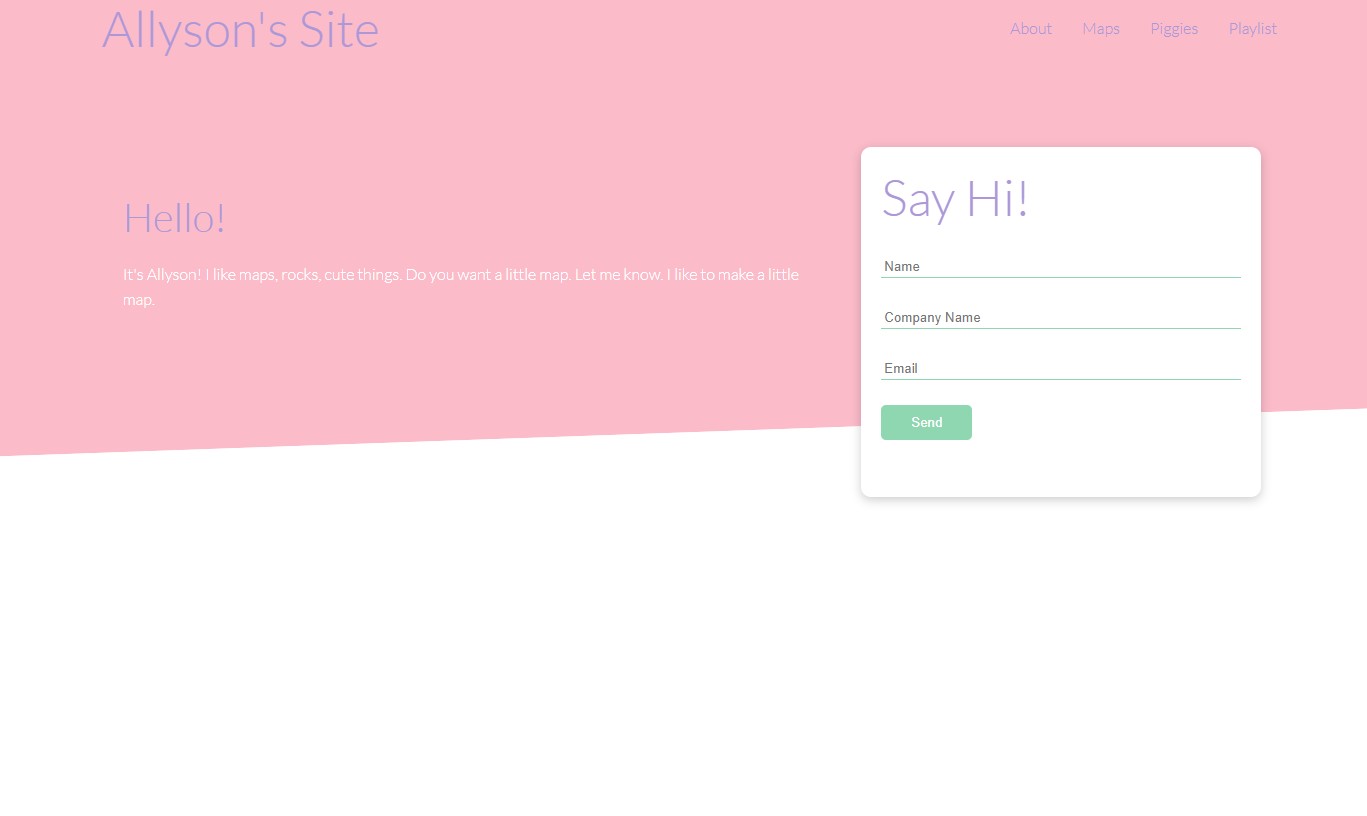 Allyson's Site
About Maps Piggies Playlist
Hello!
It's Allyson! I like maps, rocks, cute things. Do you want a little map. Let me know. I like to make a little
map.
Say Hi!
Name
Company Name
Email
Send